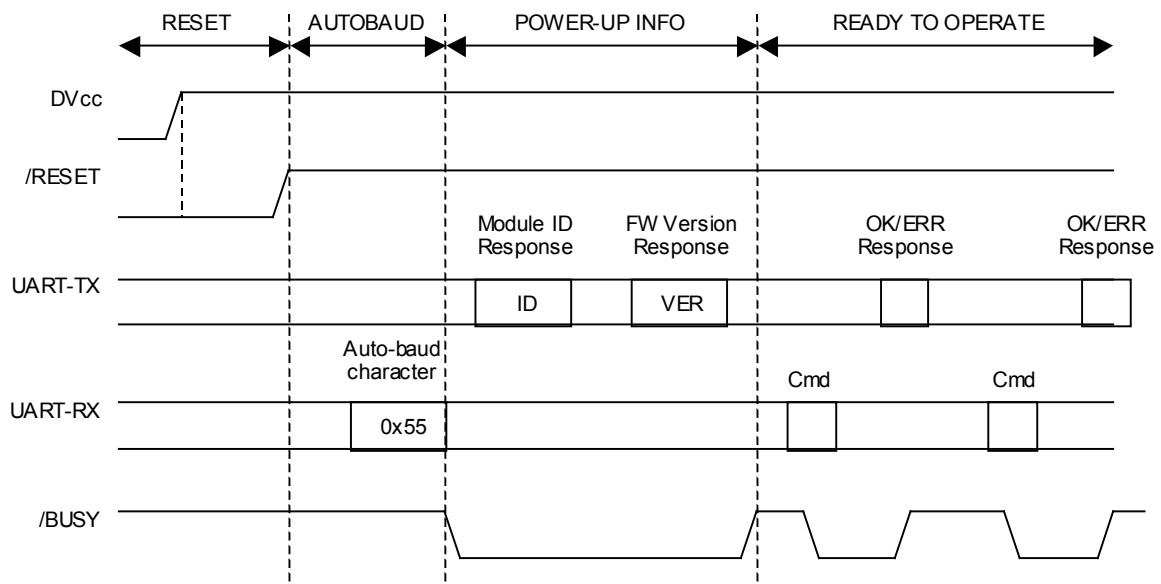 RESET AUTOBAUD POWER-UP INFO READY TO OPERATE
DVcc
/RESET
Module ID FW Version OK/ERR OK/ERR
Response Response Response Response
UART-TX
ID VER
Auto-baud
character Cmd Cmd
UART-RX
0x55
/BUSY